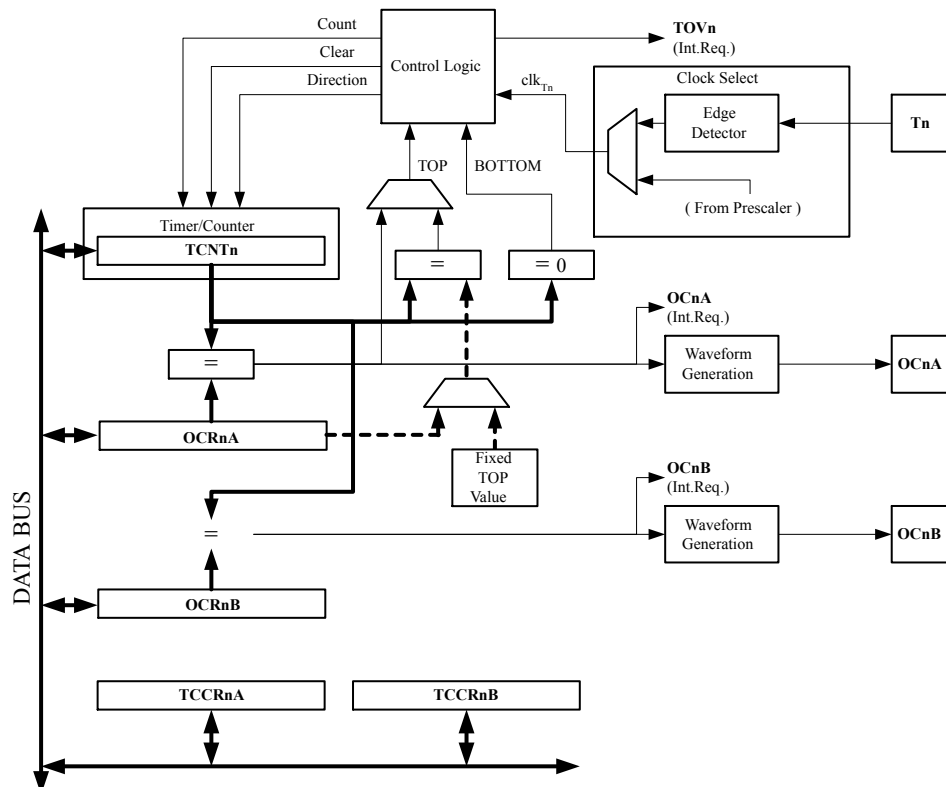 Count
Clear
Direction
Control Logic
TOVn
(Int.Req.)
clkTn
Clock Select
Edge
Detector
Tn
( From Prescaler )
TOP
BOTTOM
Timer/Counter
TCNTn
=
= 0
OCnA
(Int.Req.)
=
Waveform
Generation
OCnA
OCRnA
Fixed
TOP
Value
OCnB
(Int.Req.)
=
Waveform
Generation
OCnB
OCRnB
DATA BUS
TCCRnA
TCCRnB